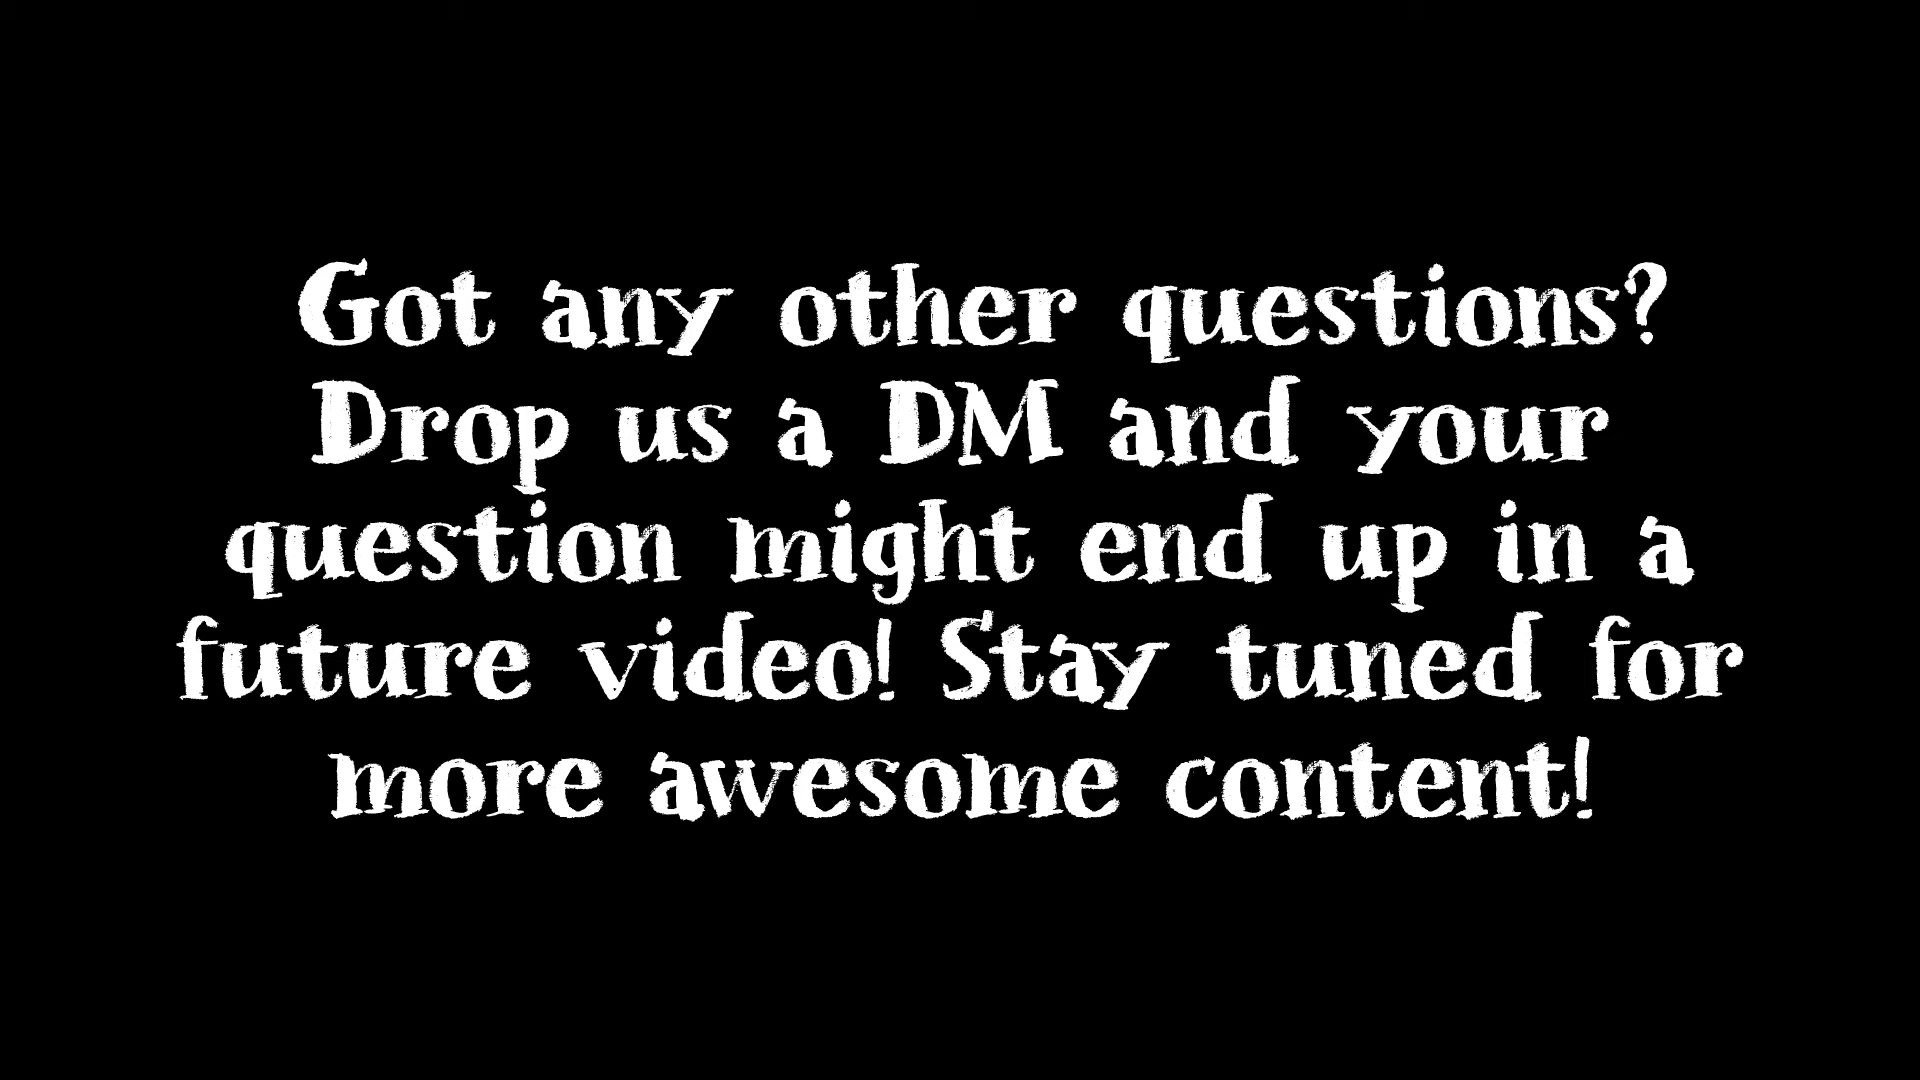 Got any other questions?
Drop us a DM and your
question might end up in a
future video! Stay tuned for
more awesome content!